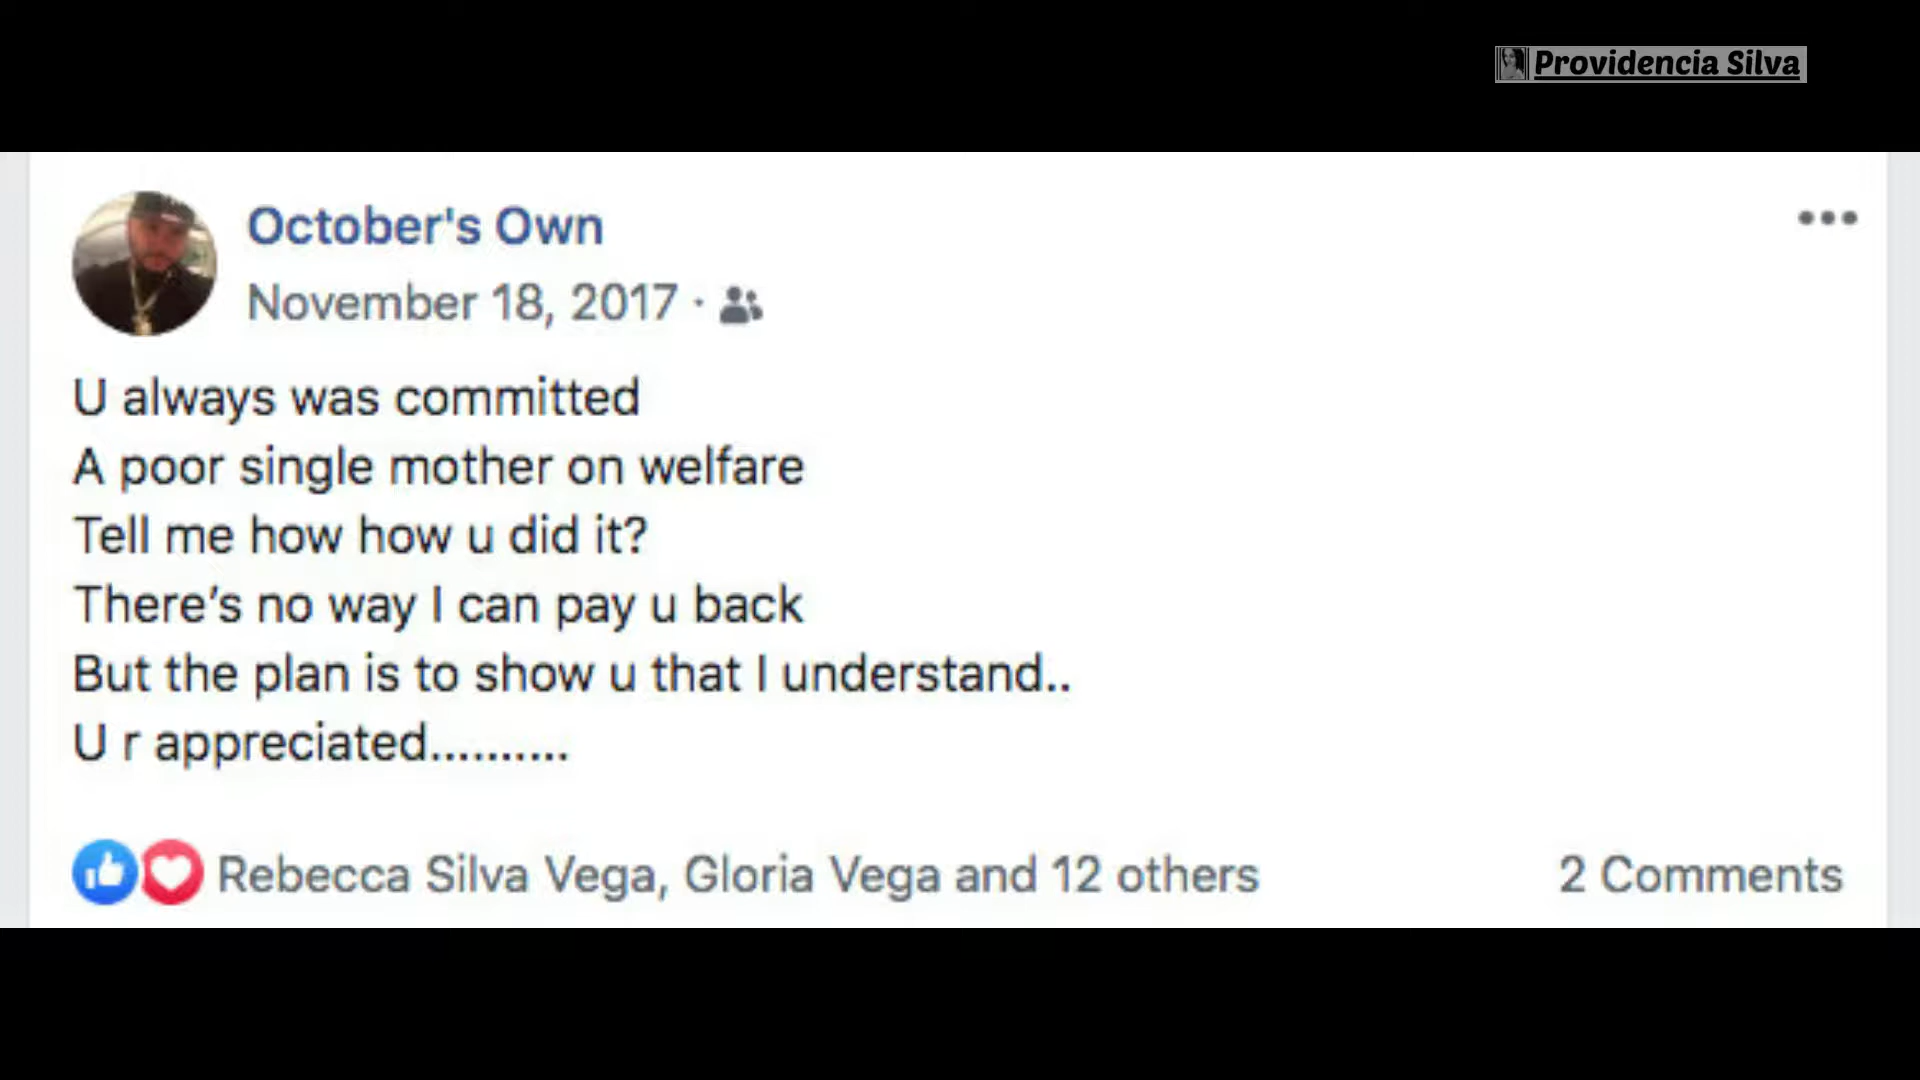 Providencia Silva
October's Own
November 18, 2017 ·
U always was committed
A poor single mother on welfare
Tell me how how u did it?
There's no way I can pay u back
But the plan is to show u that I understand..
U r appreciated..........
Rebecca Silva Vega, Gloria Vega and 12 others
2 Comments